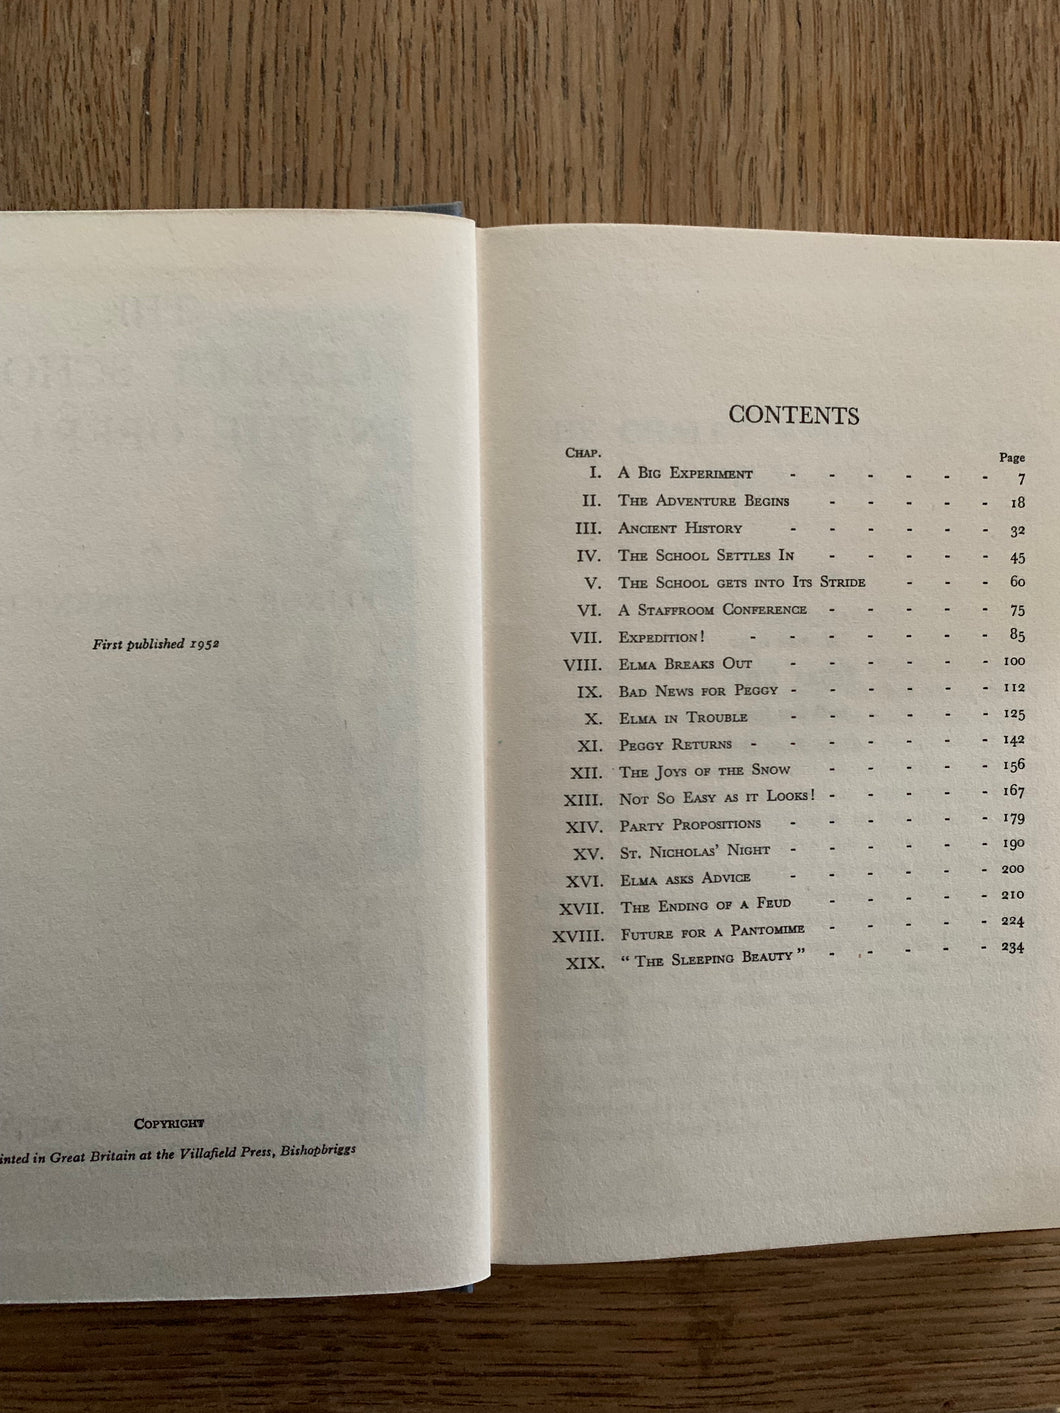 First published 1952
Copyright
inted in Great Britain at the Villafield Press, Bishopbriggs
CONTENTS
Chap. Page
I. A Big Experiment - - - - - - 7
II. The Adventure Begins - - - - - 18
III. Ancient History - - - - - - 32
IV. The School Settles In - - - - - 45
V. The School gets into Its Stride - - - 60
VI. A Staffroom Conference - - - - - 75
VII. Expedition! - - - - - - - 85
VIII. Elma Breaks Out - - - - - - 100
IX. Bad News for Peggy - - - - - - 112
X. Elma in Trouble - - - - - - 125
XI. Peggy Returns - - - - - - - 142
XII. The Joys of the Snow - - - - - 156
XIII. Not So Easy as it Looks! - - - - - 167
XIV. Party Propositions - - - - - - 179
XV. St. Nicholas' Night - - - - - - 190
XVI. Elma asks Advice - - - - - - 200
XVII. The Ending of a Feud - - - - - 210
XVIII. Future for a Pantomime - - - - - 224
XIX. "The Sleeping Beauty" - - - - - 234